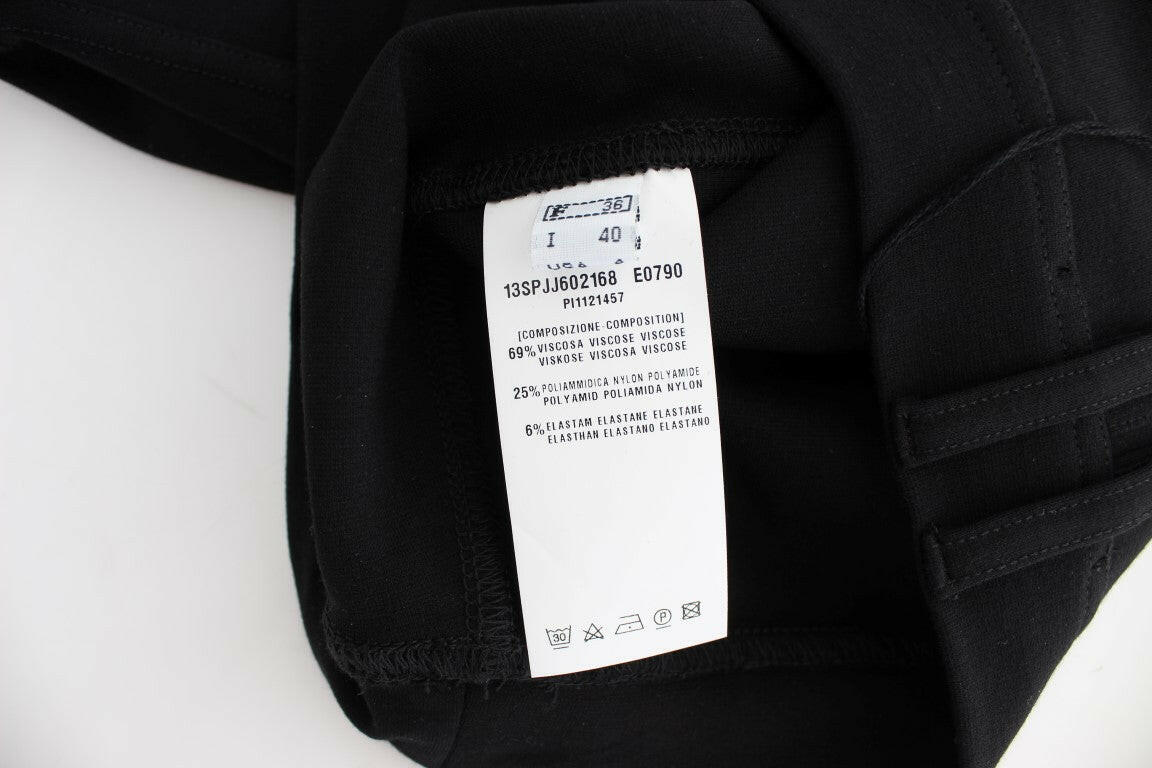 F 36
I 40
USA
13SPJJ602168 E0790
PI1121457
[COMPOSIZIONE-COMPOSITION]
69% VISCOSA VISCOSE VISCOSE
VISKOSE VISCOSA VISCOSE
25% POLIAMMIDICA NYLON POLYAMIDE
POLYAMID POLIAMIDA NYLON
6% ELASTAM ELASTANE ELASTANE
ELASTHAN ELASTANO ELASTANO
30 P